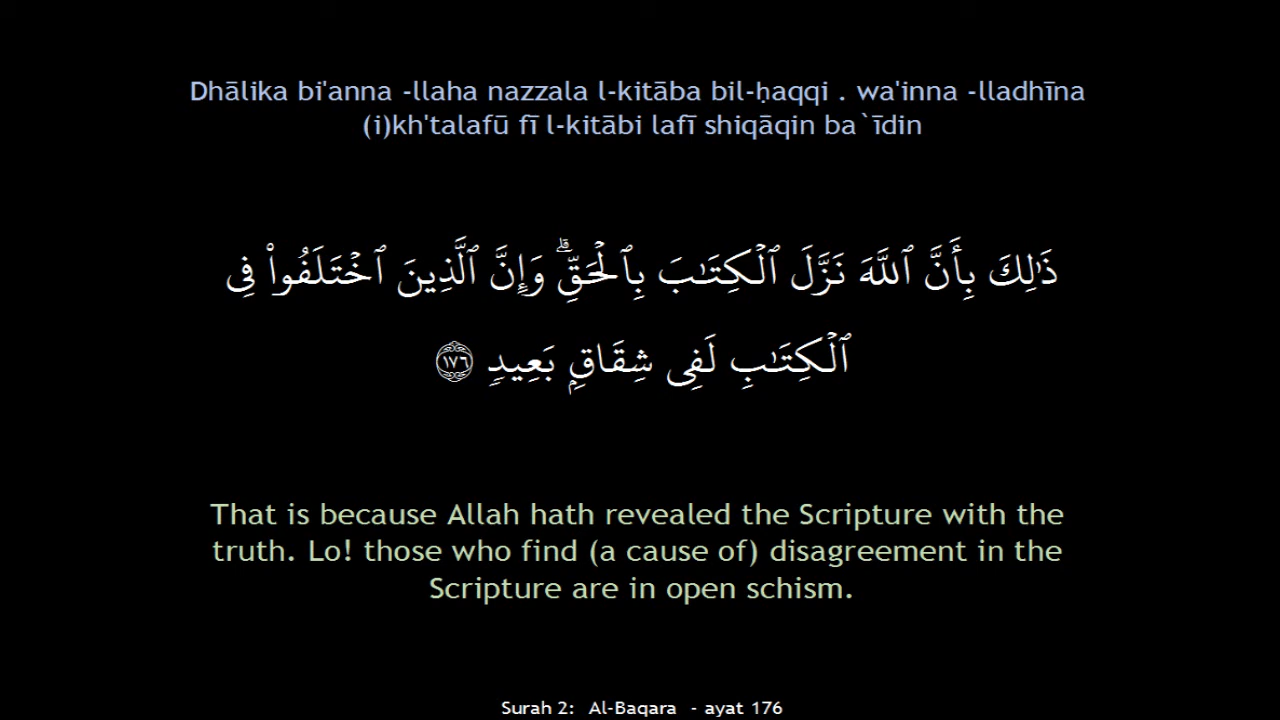 Dhālika bi'anna -llaha nazzala l-kitāba bil-ḥaqqi . wa'inna -lladhīna
(i)kh'talafū fī l-kitābi lafī shiqāqin ba`īdin
ذَٰلِكَ بِأَنَّ ٱللَّهَ نَزَّلَ ٱلْكِتَـٰبَ بِٱلْحَقِّ ۗ وَإِنَّ ٱلَّذِينَ ٱخْتَلَفُوا۟ فِى
ٱلْكِتَـٰبِ لَفِى شِقَاقٍۭ بَعِيدٍۢ ١٧٦
That is because Allah hath revealed the Scripture with the
truth. Lo! those who find (a cause of) disagreement in the
Scripture are in open schism.
Surah 2: Al-Baqara - ayat 176